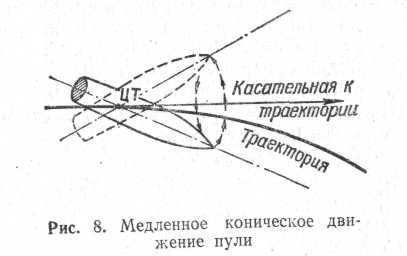 ЦТ
Касательная к
траектории
Траектория
Рис. 8. Медленное коническое дви-
жение пули